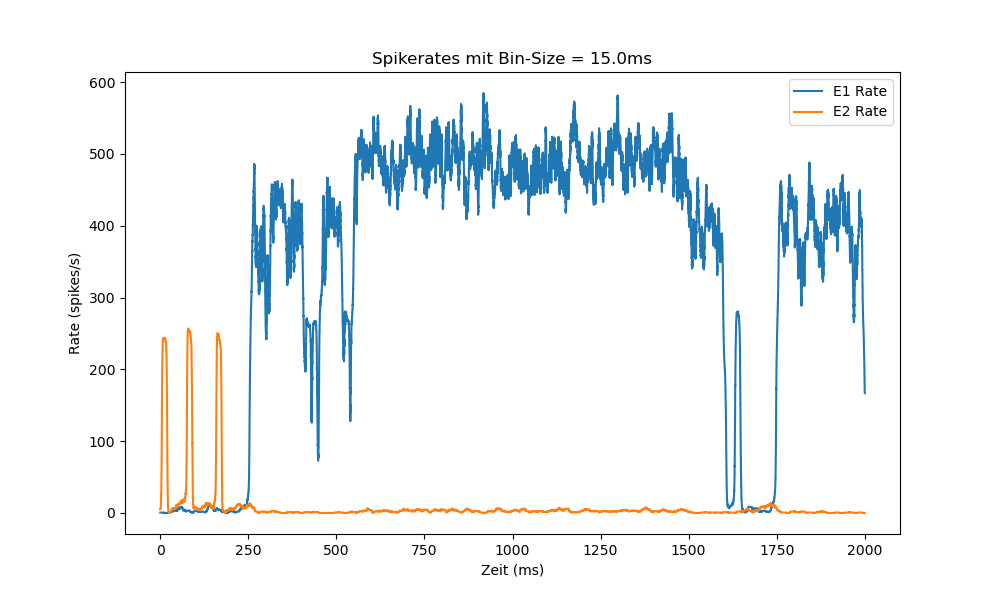 Spikerates mit Bin-Size = 15.0ms
E1 Rate
E2 Rate
600
500
400
300
200
100
0
Rate (spikes/s)
0 250 500 750 1000 1250 1500 1750 2000
Zeit (ms)